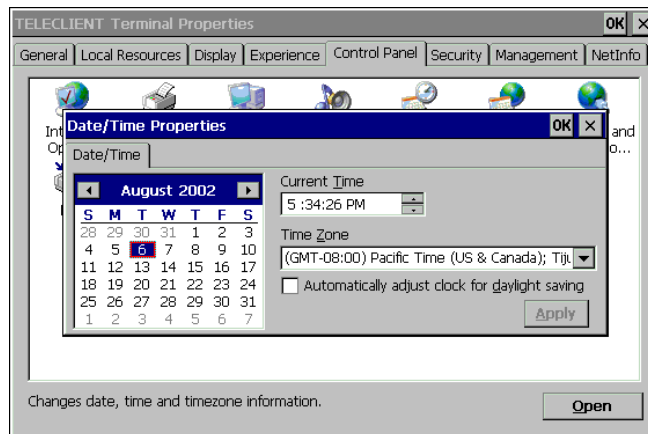 TELECLIENT Terminal Properties OK ×
General Local Resources Display Experience Control Panel Security Management NetInfo
Date/Time Properties OK ×
Int and
Op o...
Date/Time
August 2002
S M T W T F S
28 29 30 31 1 2 3
4 5 6 7 8 9 10
11 12 13 14 15 16 17
18 19 20 21 22 23 24
25 26 27 28 29 30 31
1 2 3 4 5 6 7
Current Time
5 :34:26 PM
Time Zone
(GMT-08:00) Pacific Time (US & Canada); Tiju
Automatically adjust clock for daylight saving
Apply
Changes date, time and timezone information.
Open